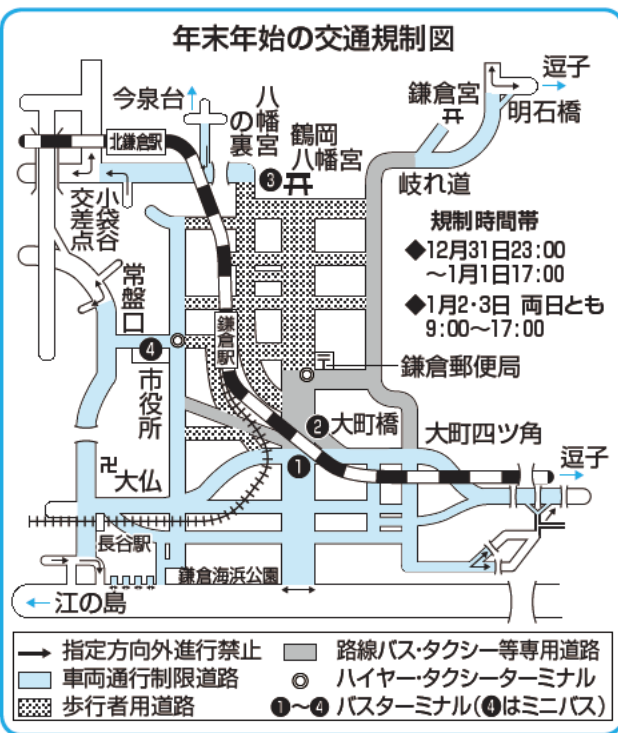 年末年始の交通規制図
今泉台
八幡宮の裏
鶴岡
八幡宮
鎌倉宮
逗子
明石橋
北鎌倉駅
❸
岐れ道
小袋谷
交差点
規制時間帯
◆12月31日23:00
～1月1日17:00
◆1月2・3日 両日とも
9:00～17:00
常盤口
❹
鎌倉駅
〒
鎌倉郵便局
市役所
❷
大町橋
大町四ツ角
❶
逗子
卍
大仏
長谷駅
鎌倉海浜公園
←江の島
→ 指定方向外進行禁止
路線バス・タクシー等専用道路
車両通行制限道路
◎ ハイヤー・タクシーターミナル
歩行者用道路
❶～❹ バスターミナル(❹はミニバス)